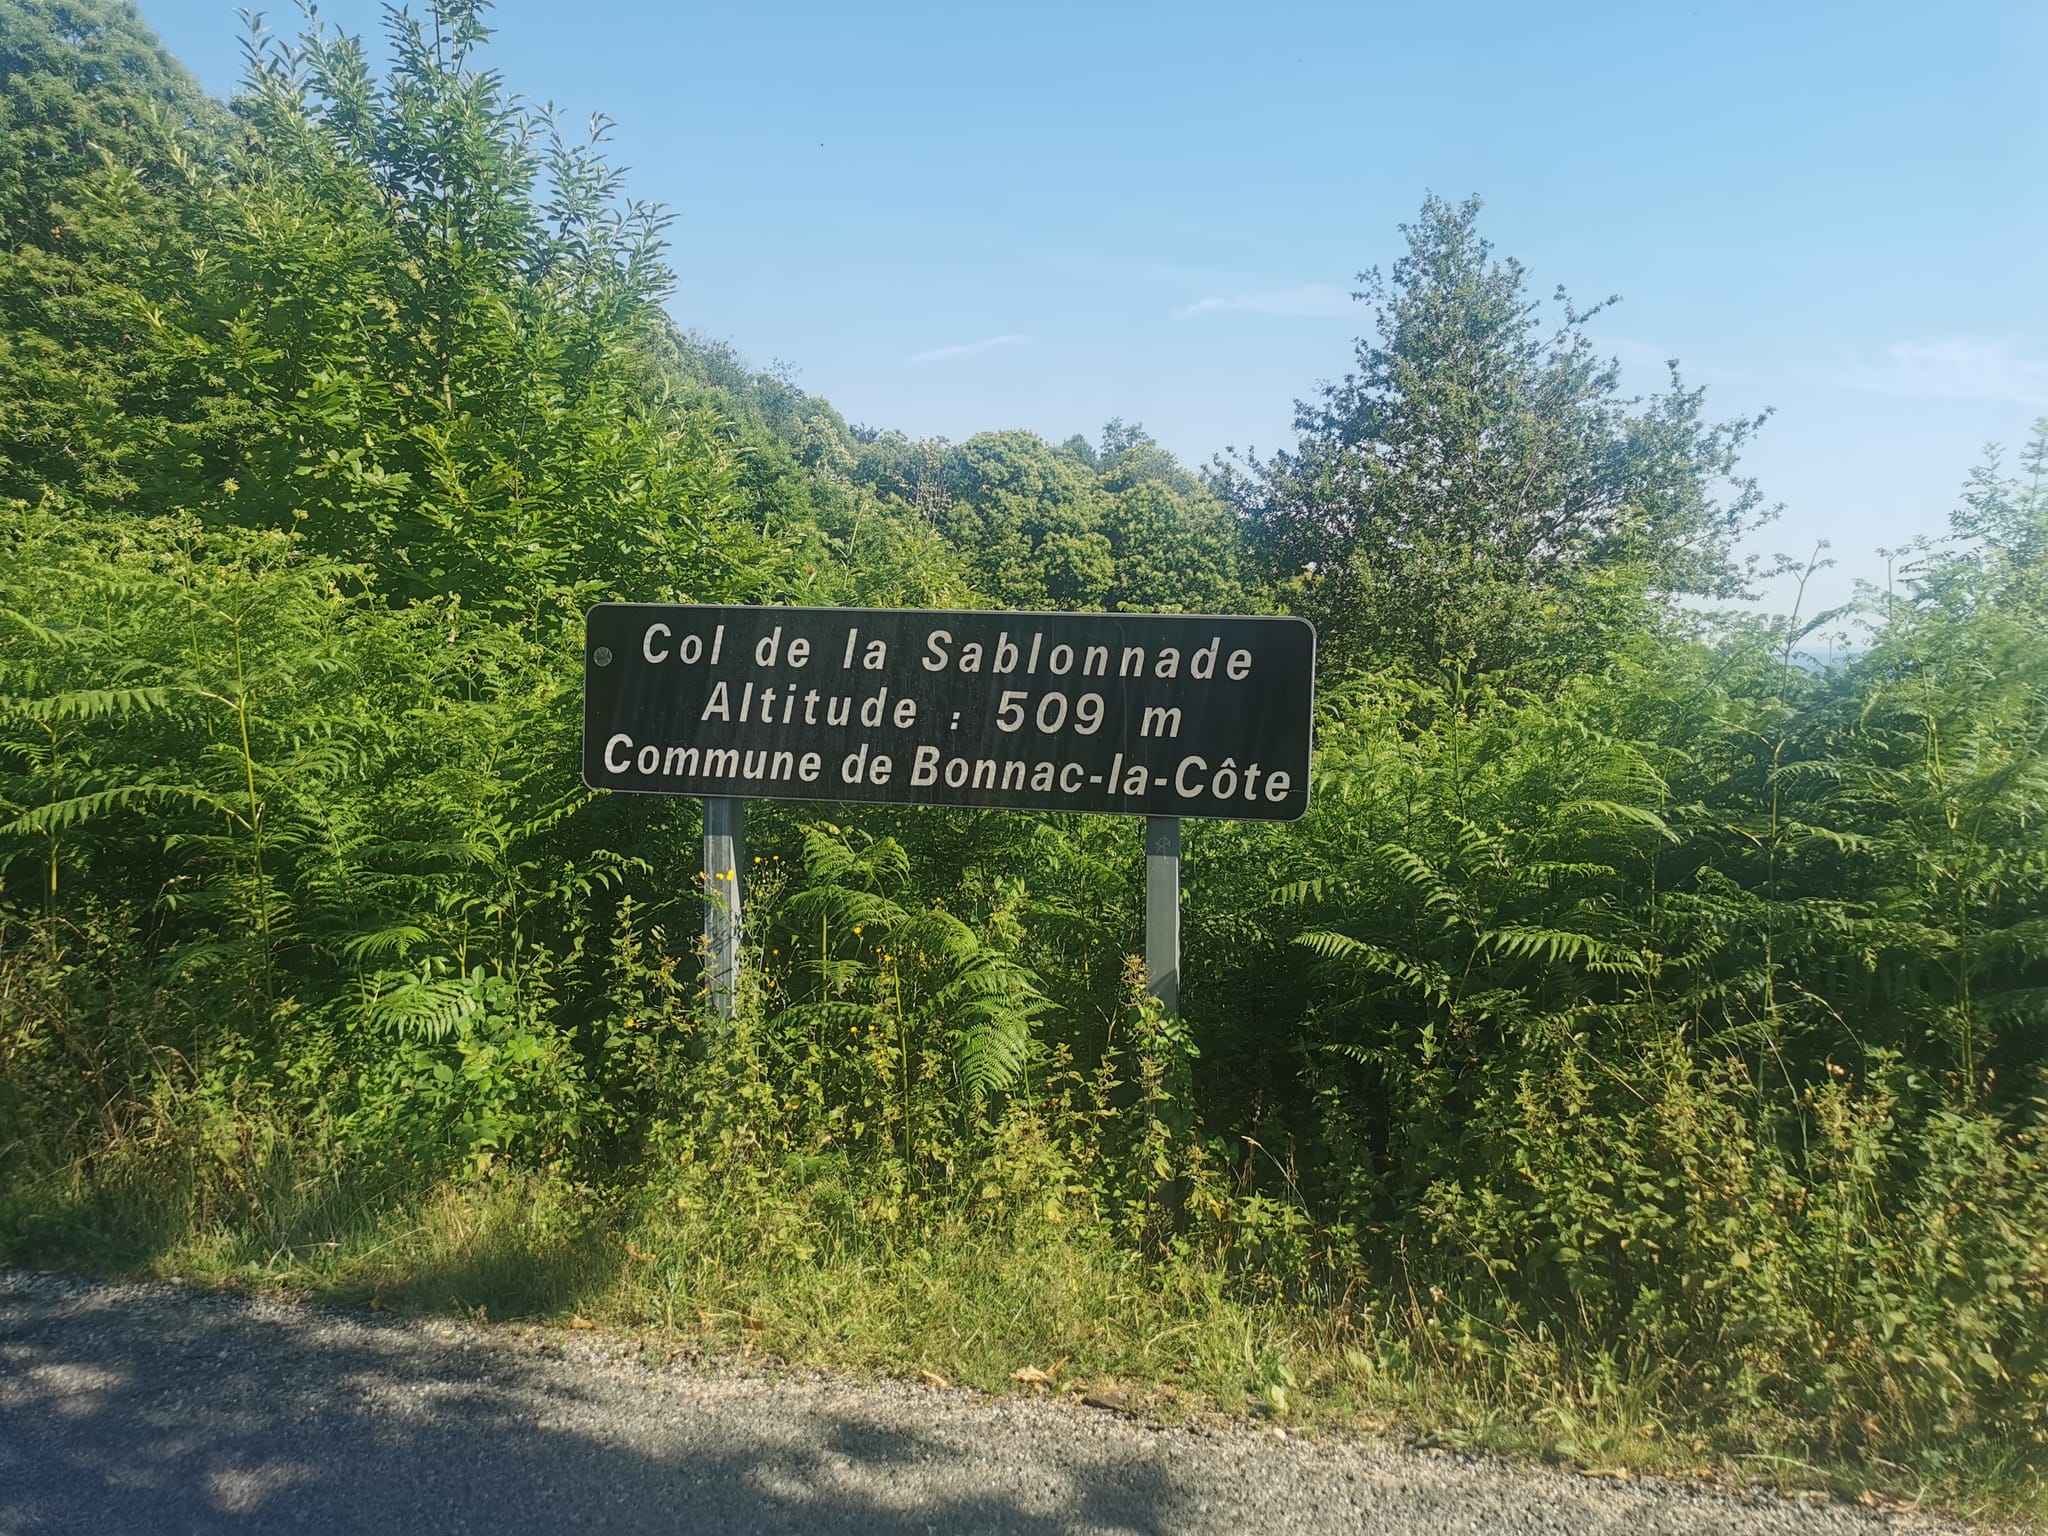 Col de la Sablonnade
Altitude : 509 m
Commune de Bonnac-la-Côte